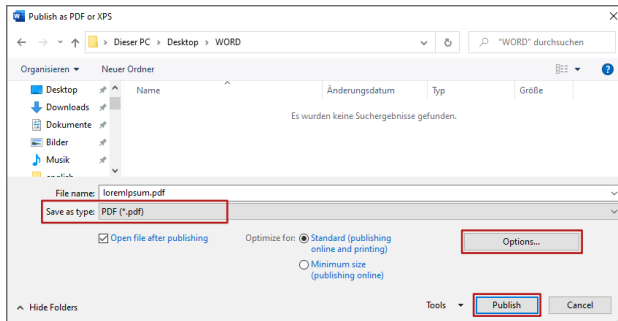 Publish as PDF or XPS
Dieser PC > Desktop > WORD
"WORD" durchsuchen
Organisieren
Neuer Ordner
Desktop
Downloads
Dokumente
Bilder
Musik
english
Name
Änderungsdatum
Typ
Größe
Es wurden keine Suchergebnisse gefunden.
File name: loremIpsum.pdf
Save as type: PDF (*.pdf)
Open file after publishing
Optimize for:
Standard (publishing
online and printing)
Minimum size
(publishing online)
Options...
Hide Folders
Tools
Publish
Cancel